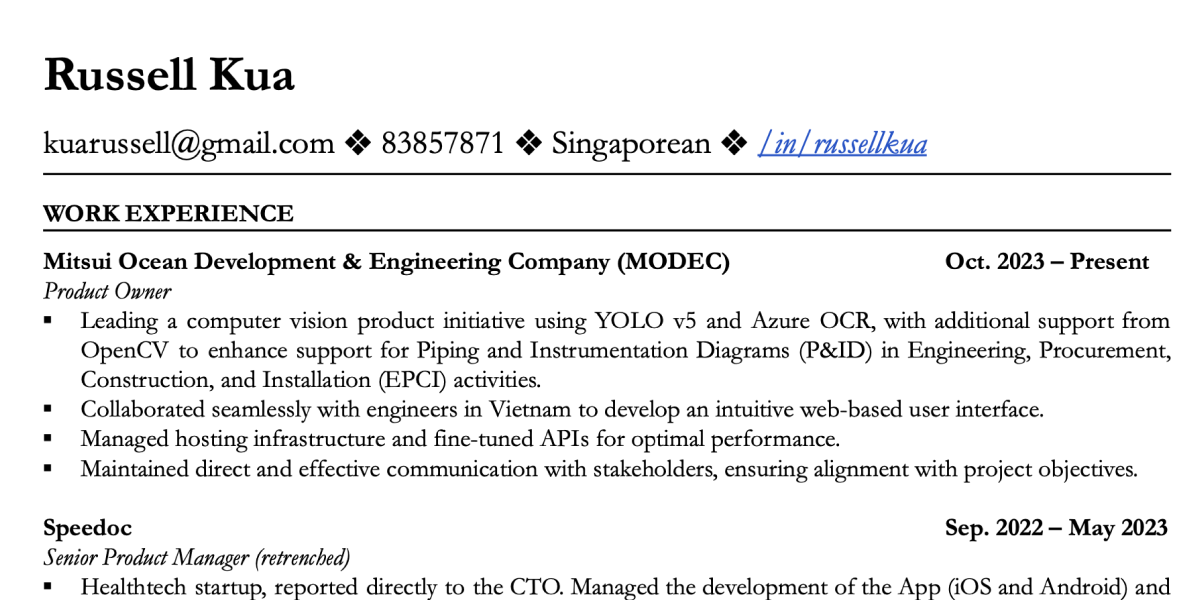 Russell Kua
kuarussell@gmail.com ❖ 83857871 ❖ Singaporean ❖ /in/russellkua
WORK EXPERIENCE
Mitsui Ocean Development & Engineering Company (MODEC) Oct. 2023 – Present
Product Owner
▪ Leading a computer vision product initiative using YOLO v5 and Azure OCR, with additional support from
OpenCV to enhance support for Piping and Instrumentation Diagrams (P&ID) in Engineering, Procurement,
Construction, and Installation (EPCI) activities.
▪ Collaborated seamlessly with engineers in Vietnam to develop an intuitive web-based user interface.
▪ Managed hosting infrastructure and fine-tuned APIs for optimal performance.
▪ Maintained direct and effective communication with stakeholders, ensuring alignment with project objectives.
Speedoc Sep. 2022 – May 2023
Senior Product Manager (retrenched)
▪ Healthtech startup, reported directly to the CTO. Managed the development of the App (iOS and Android) and